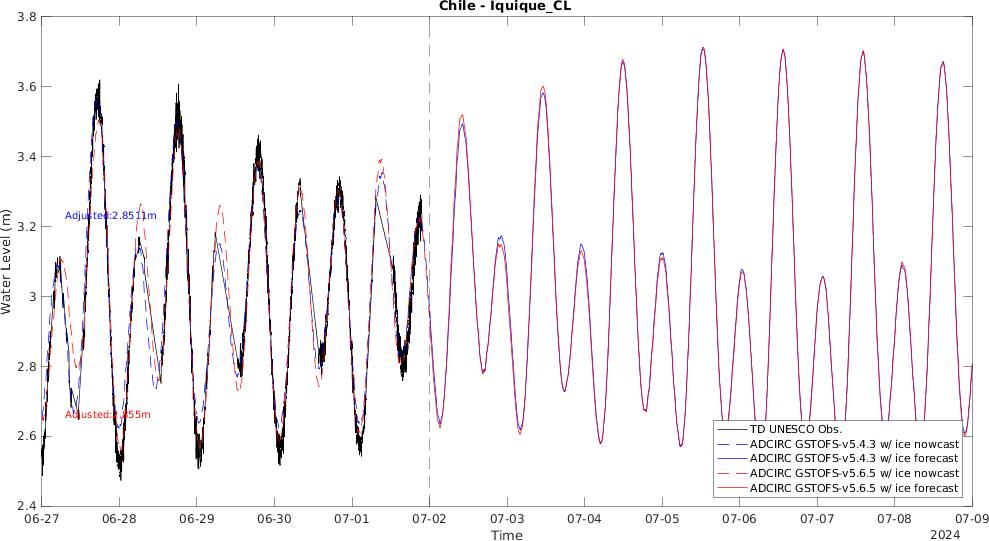 Chile - Iquique_CL
3.8
3.6
3.4
3.2
3
2.8
2.6
2.4
Water Level (m)
Adjusted:2.8511m
TD UNESCO Obs.
ADCIRC GSTOFS-v5.4.3 w/ ice nowcast
ADCIRC GSTOFS-v5.4.3 w/ ice forecast
ADCIRC GSTOFS-v5.6.5 w/ ice nowcast
ADCIRC GSTOFS-v5.6.5 w/ ice forecast
06-27 06-28 06-29 06-30 07-01 07-02 07-03 07-04 07-05 07-06 07-07 07-08 07-09
Time
2024